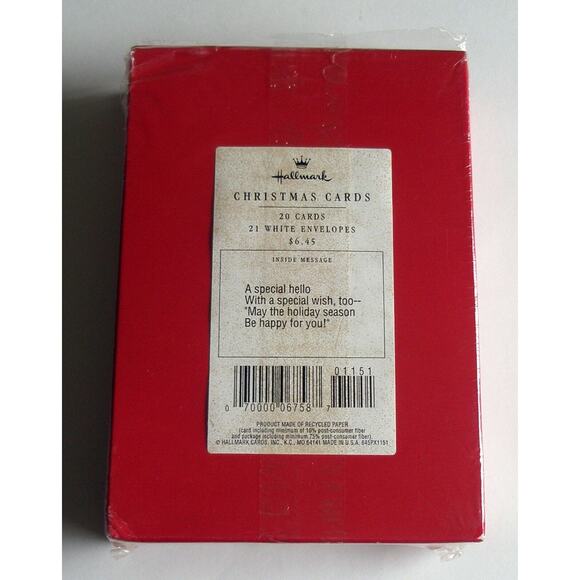 Hallmark
CHRISTMAS CARDS
20 CARDS
21 WHITE ENVELOPES
$6.45
INSIDE MESSAGE
A special hello
With a special wish, too--
"May the holiday season
Be happy for you!"
01151
0 70000 06758 7
PRODUCT MADE OF RECYCLED PAPER
(card including minimum of 10% post-consumer fiber
and package including minimum 75% post-consumer fiber).
© HALLMARK CARDS, INC., K.C., MO 64141 MADE IN U.S.A. 645PX1151